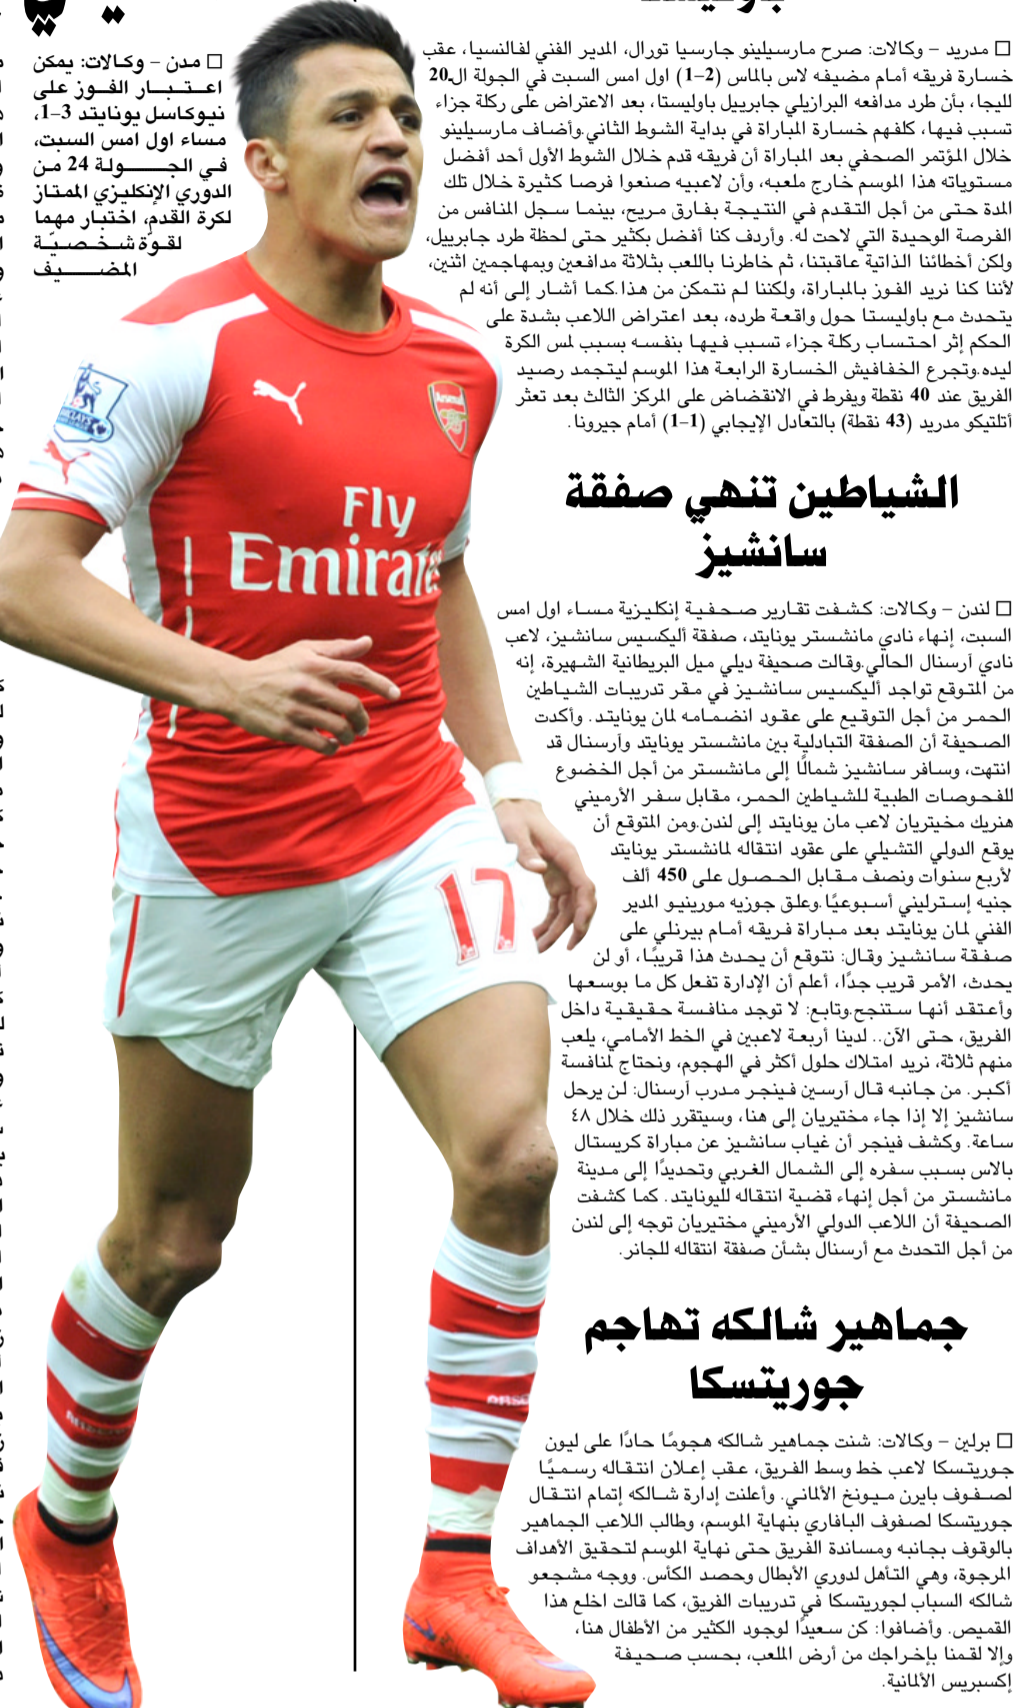 □ مدريد – وكالات: صرح مارسيلينو جارسيا تورال، المدير الفني لفالنسيا، عقب
خسارة فريقه أمام مضيفه لاس بالماس (2–1) اول امس السبت في الجولة الـ20
لليجا، بأن طرد مدافعه البرازيلي جابرييل باوليستا، بعد الاعتراض على ركلة جزاء
تسبب فيها، كلفهم خسارة المباراة في بداية الشوط الثاني.وأضاف مارسيلينو
خلال المؤتمر الصحفي بعد المباراة أن فريقه قدم خلال الشوط الأول أحد أفضل
مستوياته هذا الموسم خارج ملعبه، وأن لاعبيه صنعوا فرصا كثيرة خلال تلك
المدة حتى من أجل التقدم في النتيجة بفارق مريح، بينما سجل المنافس من
الفرصة الوحيدة التي لاحت له. وأردف كنا أفضل بكثير حتى لحظة طرد جابرييل،
ولكن أخطائنا الذاتية عاقبتنا، ثم خاطرنا باللعب بثلاثة مدافعين وبمهاجمين اثنين،
لأننا كنا نريد الفوز بالمباراة، ولكننا لم نتمكن من هذا.كما أشار إلى أنه لم
يتحدث مع باوليستا حول واقعة طرده، بعد اعتراض اللاعب بشدة على
الحكم إثر احتساب ركلة جزاء تسبب فيها بنفسه بسبب لمس الكرة
ليده.وتجرع الخفافيش الخسارة الرابعة هذا الموسم ليتجمد رصيد
الفريق عند 40 نقطة ويفرط في الانقضاض على المركز الثالث بعد تعثر
أتلتيكو مدريد (43 نقطة) بالتعادل الإيجابي (1–1) أمام جيرونا.
الشياطين تنهي صفقة
سانشيز
□ لندن – وكالات: كشفت تقارير صحفية إنكليزية مساء اول امس
السبت، إنهاء نادي مانشستر يونايتد، صفقة أليكسيس سانشيز، لاعب
نادي آرسنال الحالي.وقالت صحيفة ديلي ميل البريطانية الشهيرة، إنه
من المتوقع تواجد أليكسيس سانشيز في مقر تدريبات الشياطين
الحمر من أجل التوقيع على عقود انضمامه لمان يونايتد. وأكدت
الصحيفة أن الصفقة التبادلية بين مانشستر يونايتد وآرسنال قد
انتهت، وسافر سانشيز شمالًا إلى مانشستر من أجل الخضوع
للفحوصات الطبية للشياطين الحمر، مقابل سفر الأرميني
هنريك مخيتريان لاعب مان يونايتد إلى لندن.ومن المتوقع أن
يوقع الدولي التشيلي على عقود انتقاله لمانشستر يونايتد
لأربع سنوات ونصف مقابل الحصول على 450 ألف
جنيه إسترليني أسبوعيًا.وعلق جوزيه مورينيو المدير
الفني لمان يونايتد بعد مباراة فريقه أمام بيرنلي على
صفقة سانشيز وقال: نتوقع أن يحدث هذا قريبًا، أو لن
يحدث، الأمر قريب جدًا، أعلم أن الإدارة تفعل كل ما بوسعها
وأعتقد أنها ستنجح.وتابع: لا توجد منافسة حقيقية داخل
الفريق، حتى الآن.. لدينا أربعة لاعبين في الخط الأمامي، يلعب
منهم ثلاثة، نريد امتلاك حلول أكثر في الهجوم، ونحتاج لمنافسة
أكبر. من جانبه قال آرسين فينجر مدرب آرسنال: لن يرحل
سانشيز إلا إذا جاء مختيريان إلى هنا، وسيتقرر ذلك خلال ٤٨
ساعة. وكشف فينجر أن غياب سانشيز عن مباراة كريستال
بالاس بسبب سفره إلى الشمال الغربي وتحديدًا إلى مدينة
مانشستر من أجل إنهاء قضية انتقاله لليونايتد. كما كشفت
الصحيفة أن اللاعب الدولي الأرميني مختيريان توجه إلى لندن
من أجل التحدث مع أرسنال بشأن صفقة انتقاله للجانر.
جماهير شالكه تهاجم
جوريتسكا
□ برلين – وكالات: شنت جماهير شالكه هجومًا حادًا على ليون
جوريتسكا لاعب خط وسط الفريق، عقب إعلان انتقاله رسميًا
لصفوف بايرن ميونخ الألماني. وأعلنت إدارة شالكه إتمام انتقال
جوريتسكا لصفوف البافاري بنهاية الموسم، وطالب اللاعب الجماهير
بالوقوف بجانبه ومساندة الفريق حتى نهاية الموسم لتحقيق الأهداف
المرجوة، وهي التأهل لدوري الأبطال وحصد الكأس. ووجه مشجعو
شالكه السباب لجوريتسكا في تدريبات الفريق، كما قالت اخلع هذا
القميص. وأضافوا: كن سعيدًا لوجود الكثير من الأطفال هنا،
وإلا لقمنا بإخراجك من أرض الملعب، بحسب صحيفة
إكسبريس الألمانية.
□ مدن – وكالات: يمكن
اعتبار الفوز على
نيوكاسل يونايتد 3–1،
مساء اول امس السبت،
في الجولة 24 من
الدوري الإنكليزي الممتاز
لكرة القدم، اختبار مهما
لقوة شخصيّة
المضيف
Arsenal
Fly
Emirates
17